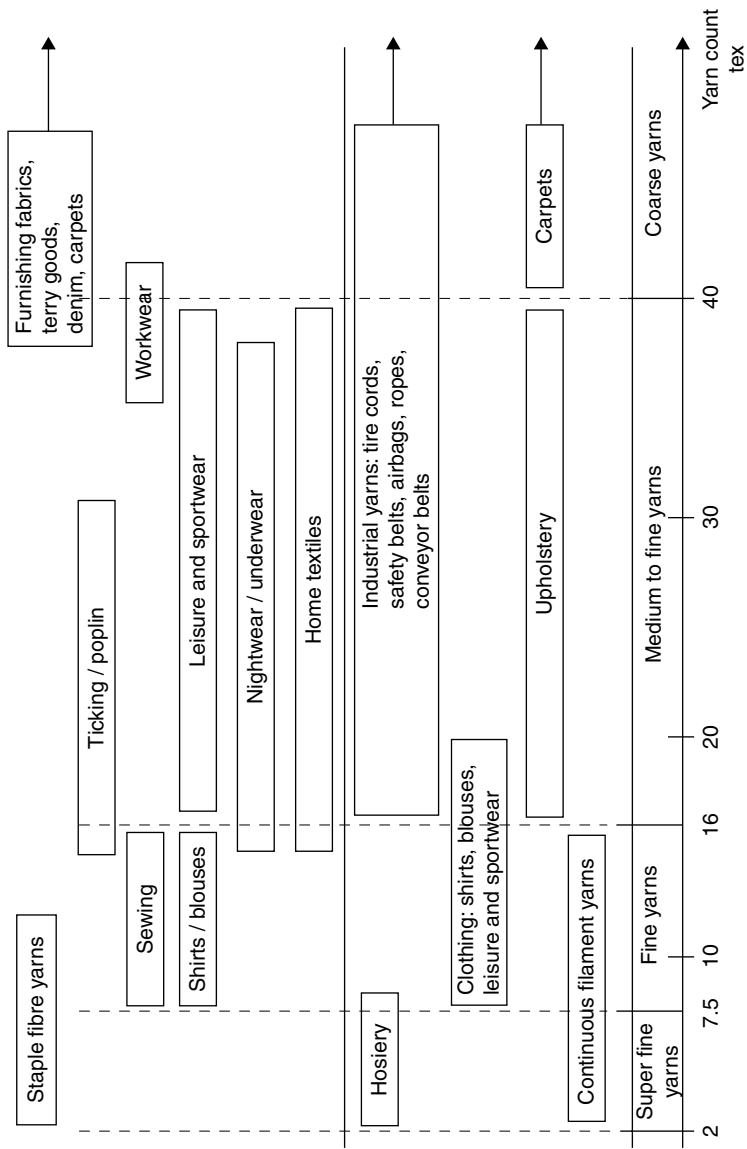 Staple fibre yarns
Furnishing fabrics,
terry goods,
denim, carpets
Ticking / poplin
Sewing
Workwear
Shirts / blouses
Leisure and sportwear
Nightwear / underwear
Home textiles
Hosiery
Industrial yarns: tire cords,
safety belts, airbags, ropes,
conveyor belts
Clothing: shirts, blouses,
leisure and sportwear
Upholstery
Carpets
Continuous filament yarns
Super fine
yarns
Fine yarns
Medium to fine yarns
Coarse yarns
2
7.5
10
16
20
30
40
Yarn count
tex